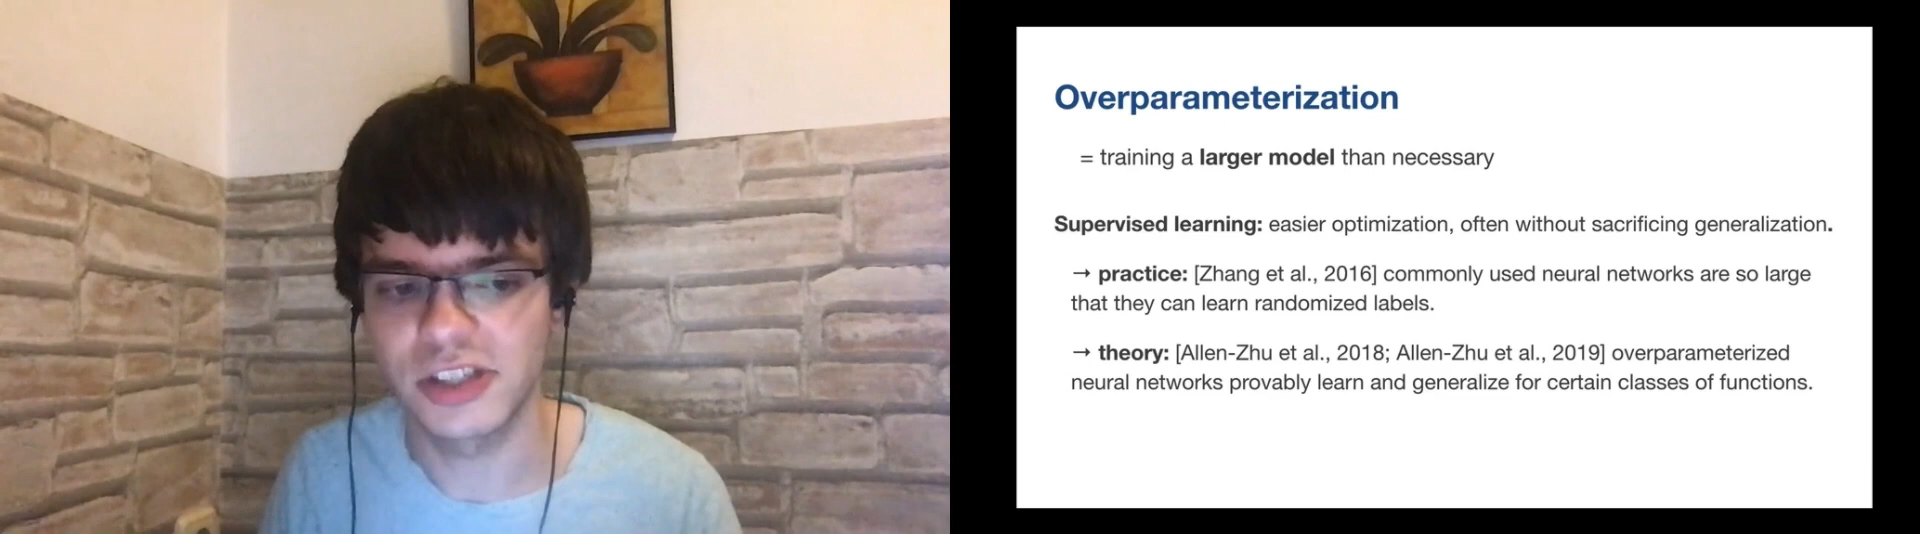 Overparameterization
= training a larger model than necessary
Supervised learning: easier optimization, often without sacrificing generalization.
→ practice: [Zhang et al., 2016] commonly used neural networks are so large
that they can learn randomized labels.
→ theory: [Allen-Zhu et al., 2018; Allen-Zhu et al., 2019] overparameterized
neural networks provably learn and generalize for certain classes of functions.